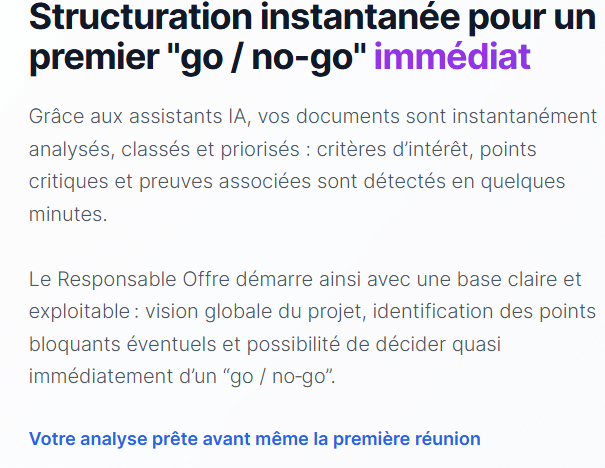 Structuration instantanée pour un
premier "go / no-go" immédiat
Grâce aux assistants IA, vos documents sont instantanément
analysés, classés et priorisés : critères d’intérêt, points
critiques et preuves associées sont détectés en quelques
minutes.
Le Responsable Offre démarre ainsi avec une base claire et
exploitable : vision globale du projet, identification des points
bloquants éventuels et possibilité de décider quasi
immédiatement d’un “go / no-go”.
Votre analyse prête avant même la première réunion